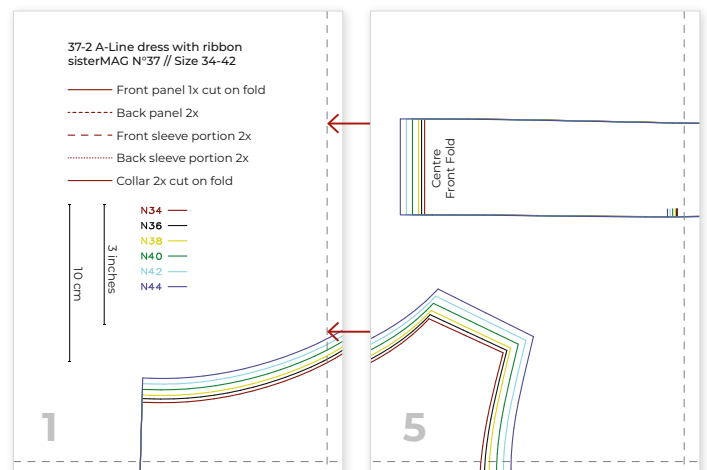 37-2 A-Line dress with ribbon
sisterMAG N°37 // Size 34-42
Front panel 1x cut on fold
Back panel 2x
Front sleeve portion 2x
Back sleeve portion 2x
Collar 2x cut on fold
10 cm
3 inches
N34
N36
N38
N40
N42
N44
1
Centre
Front Fold
5